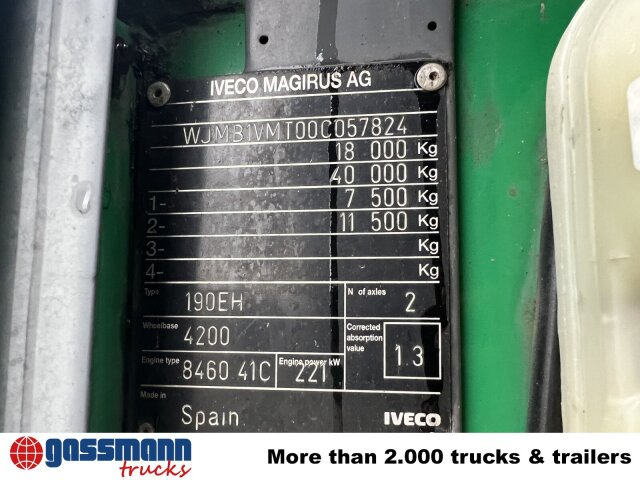 IVECO MAGIRUS AG
WJMB1VMT00C057824
18 000 Kg
40 000 Kg
1- 7 500 Kg
2- 11 500 Kg
3- Kg
4- Kg
Type 190EH N of axles 2
Wheelbase 4200 Corrected absorption value 1.3
Engine type 8460 41C Engine power kW 221
Made in Spain IVECO
gassmann trucks
More than 2.000 trucks & trailers